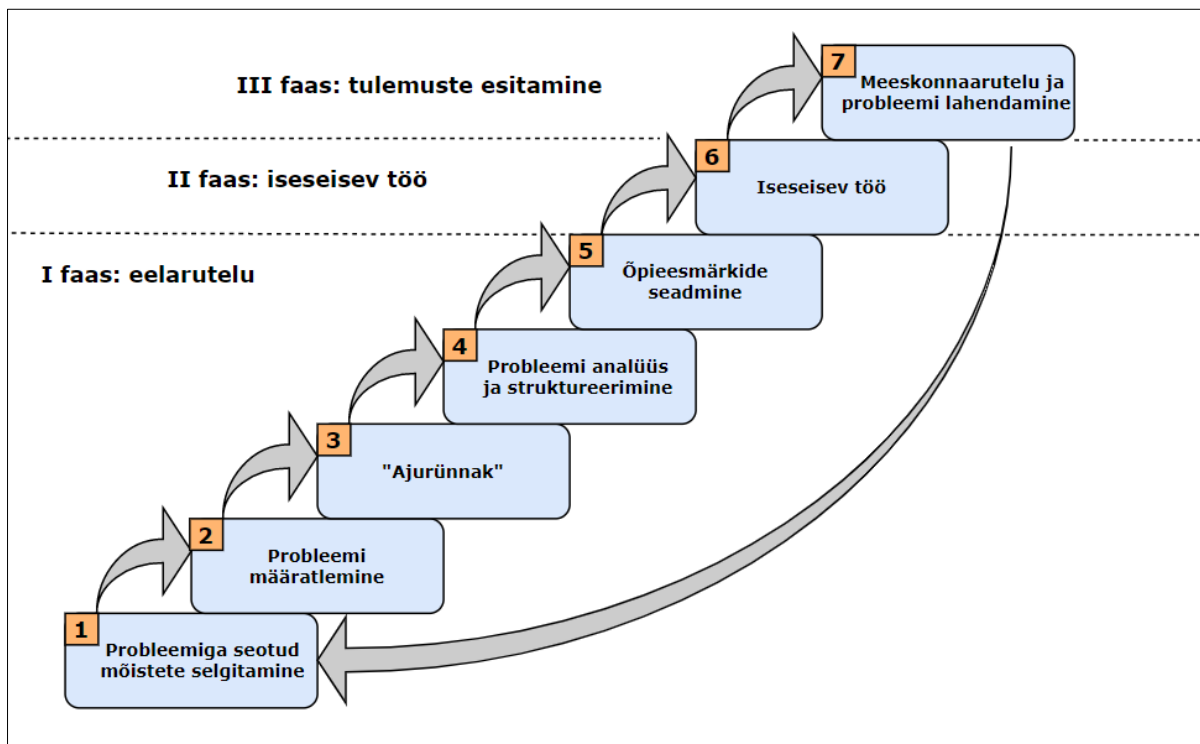 7
III faas: tulemuste esitamine
Meeskonnaarutelu ja
probleemi lahendamine
6
II faas: iseseisev töö
Iseseisev töö
5
I faas: eelarutelu
Õpieesmärkide
seadmine
4
Probleemi analüüs
ja struktureerimine
3
"Ajurünnak"
2
Probleemi
määratlemine
1
Probleemiga seotud
mõistete selgitamine